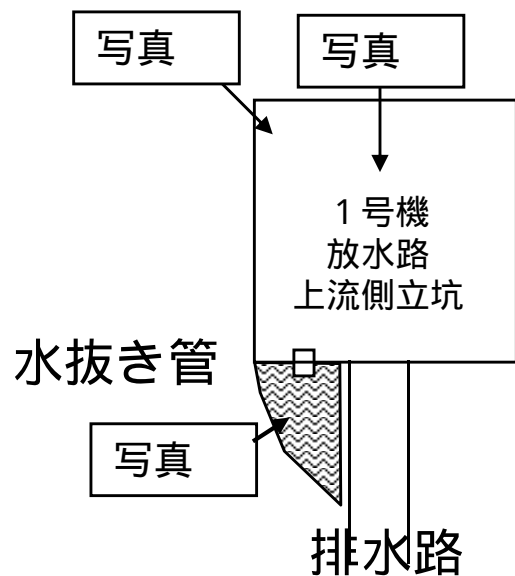 写真
写真
1号機
放水路
上流側立坑
水抜き管
写真
排水路